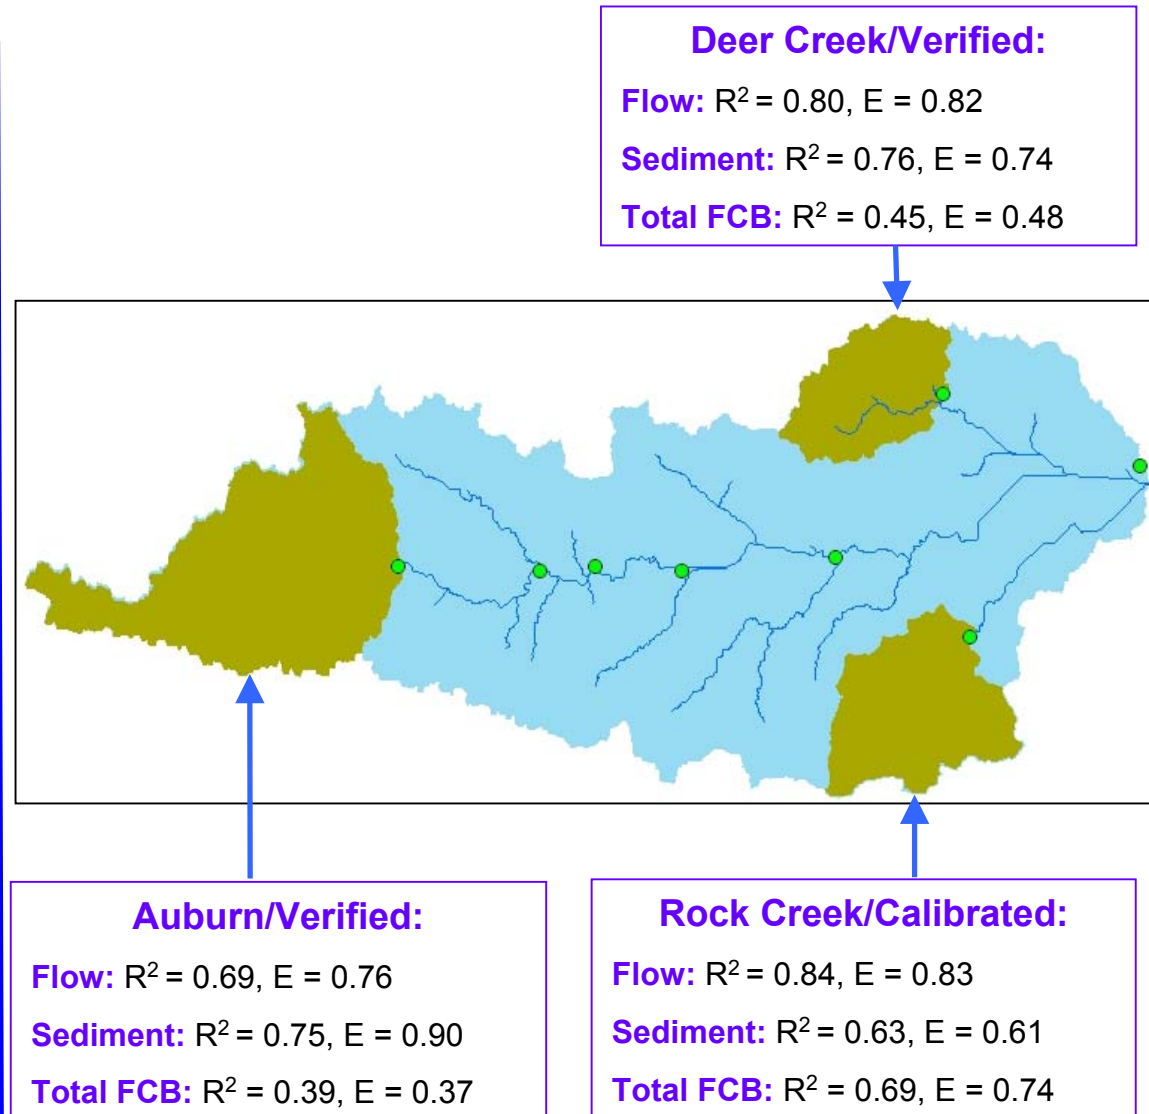 Deer Creek/Verified:
Flow: R² = 0.80, E = 0.82
Sediment: R² = 0.76, E = 0.74
Total FCB: R² = 0.45, E = 0.48
Auburn/Verified:
Flow: R² = 0.69, E = 0.76
Sediment: R² = 0.75, E = 0.90
Total FCB: R² = 0.39, E = 0.37
Rock Creek/Calibrated:
Flow: R² = 0.84, E = 0.83
Sediment: R² = 0.63, E = 0.61
Total FCB: R² = 0.69, E = 0.74